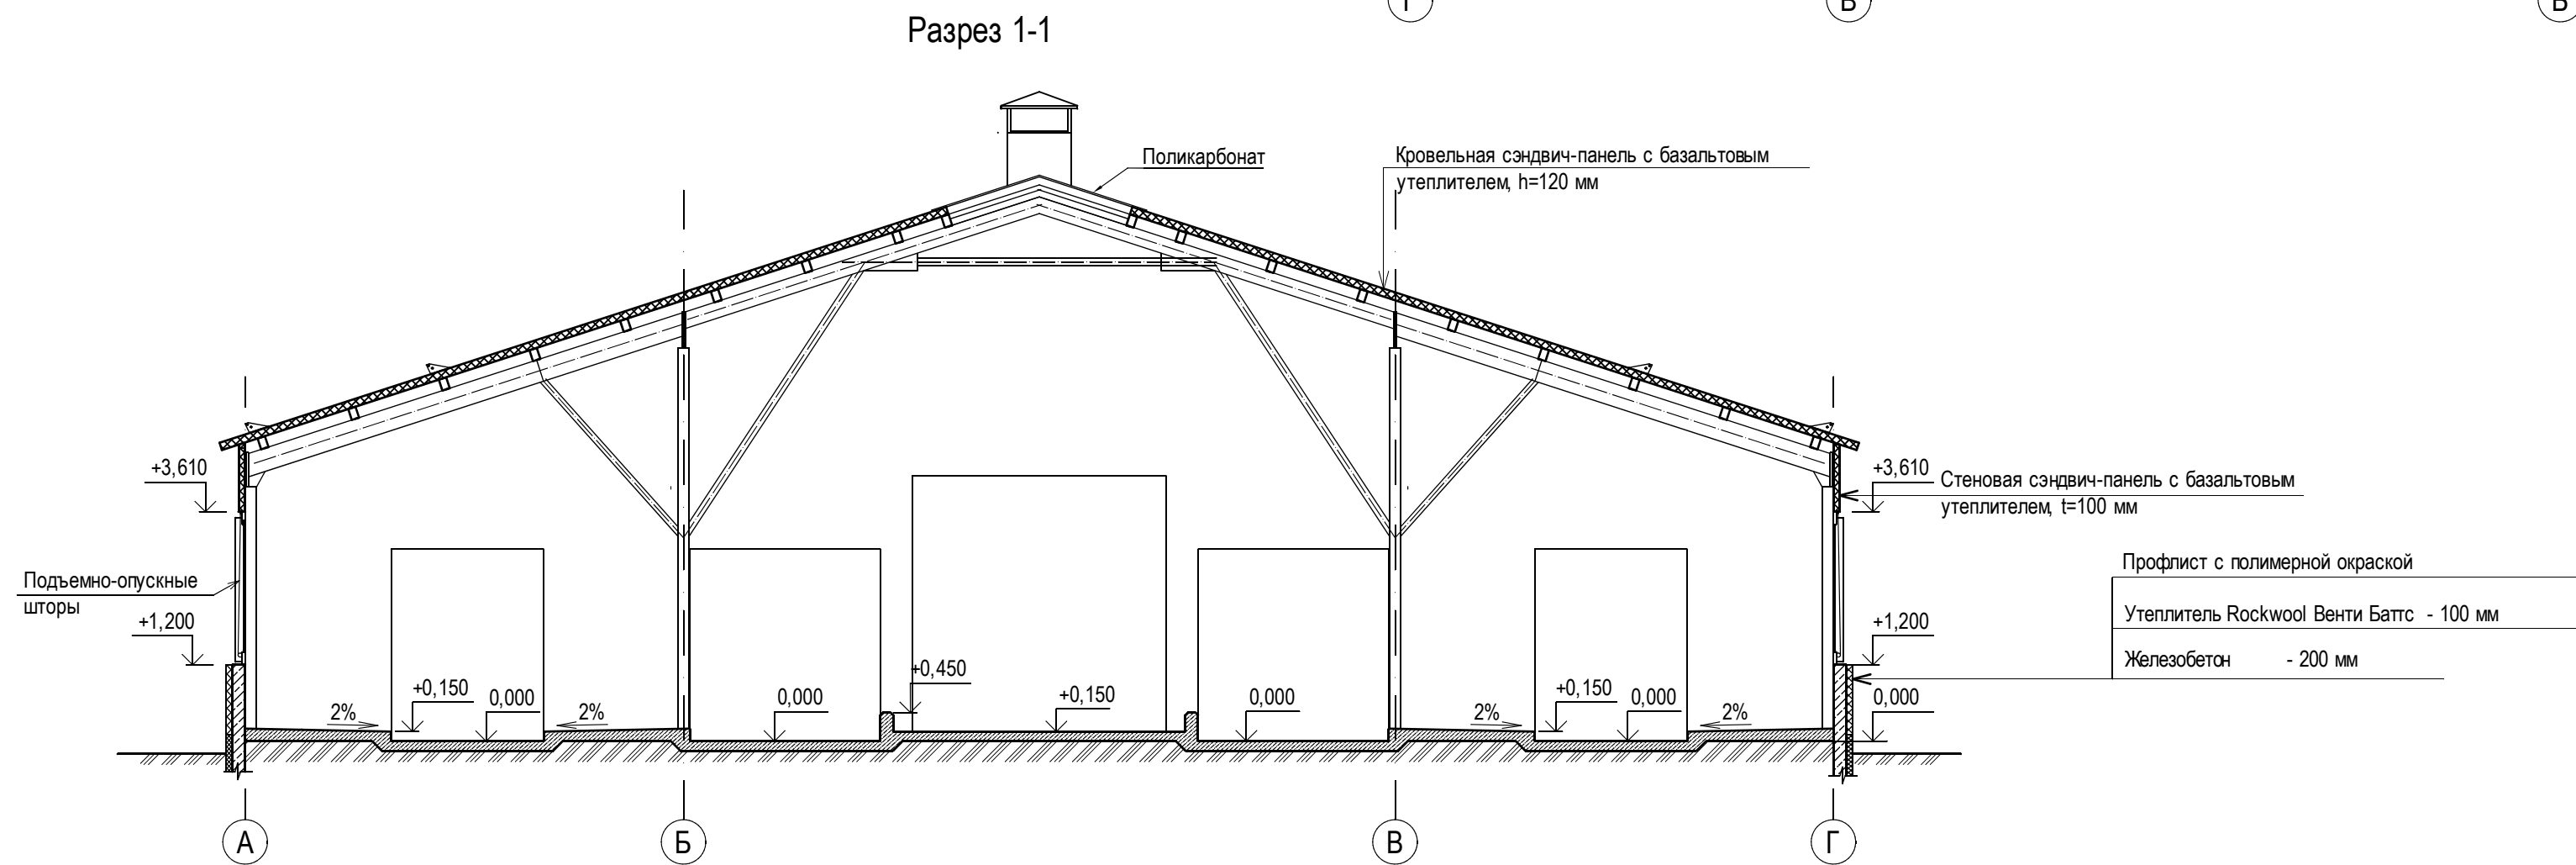 Разрез 1-1
Поликарбонат
Кровельная сэндвич-панель с базальтовым
утеплителем, h=120 мм
+3,610
+3,610
Стеновая сэндвич-панель с базальтовым
утеплителем, t=100 мм
Подъемно-опускные
шторы
Профлист с полимерной окраской
Утеплитель Rockwool Венти Баттс - 100 мм
Железобетон - 200 мм
+1,200
+1,200
2%
+0,150
0,000
2%
0,000
+0,450
+0,150
0,000
2%
+0,150
0,000
2%
0,000
А
Б
В
Г